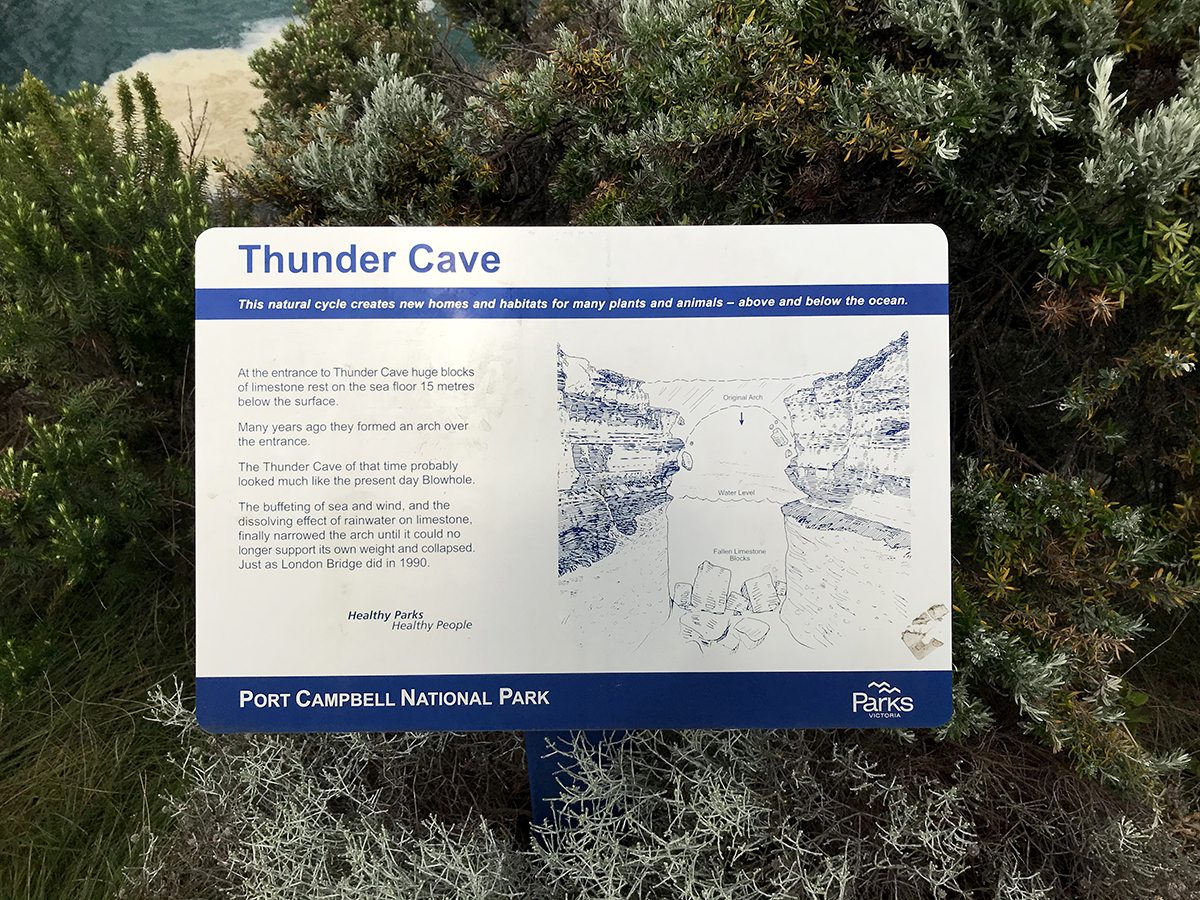 Thunder Cave
This natural cycle creates new homes and habitats for many plants and animals – above and below the ocean.
At the entrance to Thunder Cave huge blocks
of limestone rest on the sea floor 15 metres
below the surface.
Many years ago they formed an arch over
the entrance.
The Thunder Cave of that time probably
looked much like the present day Blowhole.
The buffeting of sea and wind, and the
dissolving effect of rainwater on limestone,
finally narrowed the arch until it could no
longer support its own weight and collapsed.
Just as London Bridge did in 1990.
Healthy Parks
Healthy People
Original Arch
Water Level
Fallen Limestone
Blocks
PORT CAMPBELL NATIONAL PARK
Parks
VICTORIA